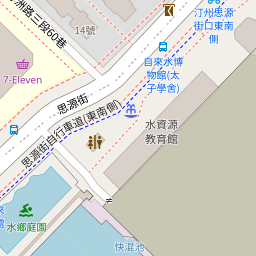 洲路三段60巷
14號
汀州思源
街口東南
側
7-Eleven
自來水博
物館(太
子學舍)
思源街
思源街自行車道(東南側)
水資源
教育館
水鄉庭園
快混池